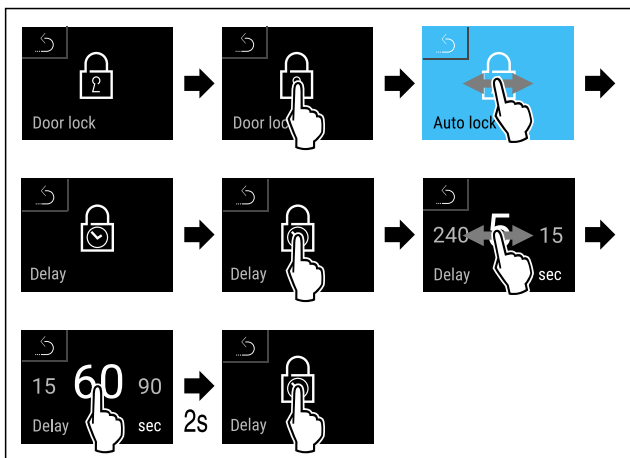 Door lock
Door loc
Auto lock
Delay
Delay
240 5 15
Delay sec
15 60 90
Delay sec
2s
Delay